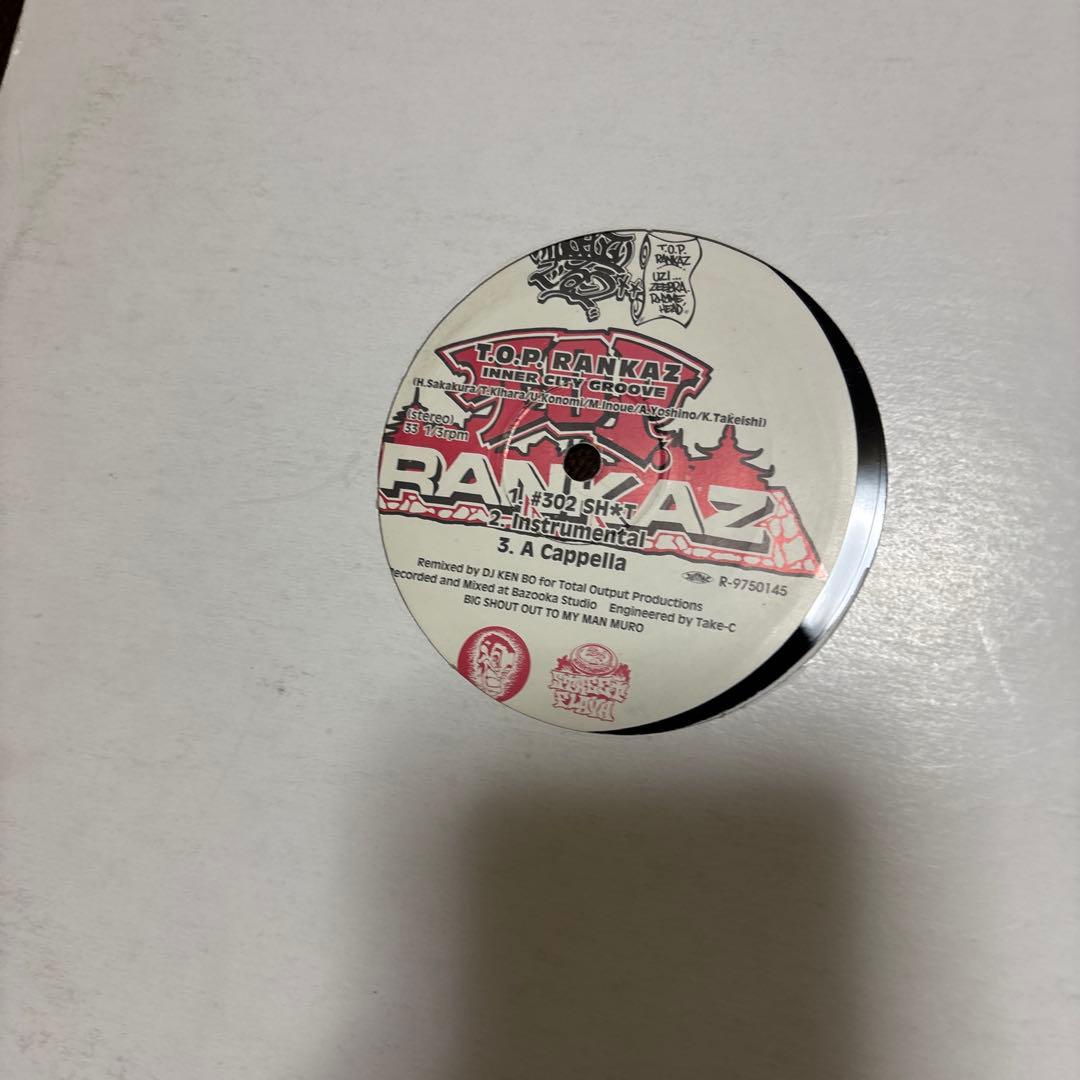 T.O.P.
RANKAZ
UZI...
ZEEBRA.
RHYME
HEAD
T.O.P. RANKAZ
INNER CITY GROOVE
(H.Sakakura/T.Kihara/U.Konomi/M.Inoue/A.Yoshino/K.Takeishi)
(stereo)
33 1/3rpm
RANKAZ
1. #302 SH*T
2. Instrumental
3. A Cappella
R-9750145
Remixed by DJ KEN BO for Total Output Productions
Recorded and Mixed at Bazooka Studio Engineered by Take-C
BIG SHOUT OUT TO MY MAN MURO
FLAVA